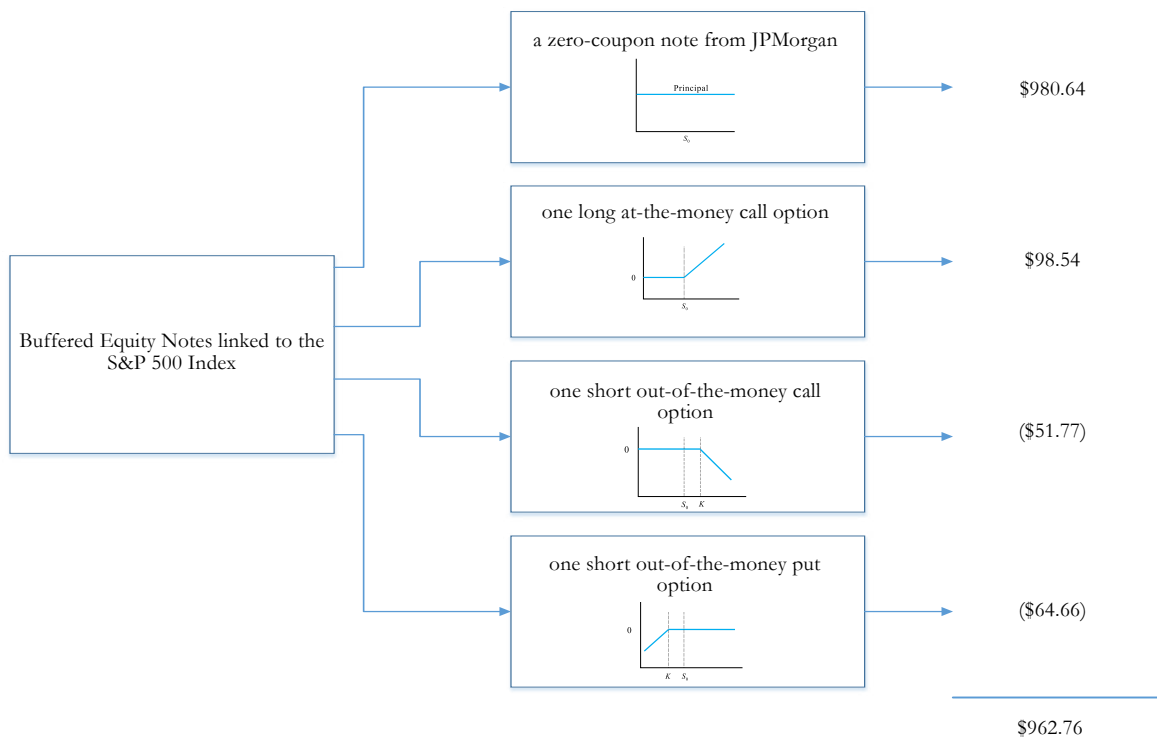 a zero-coupon note from JPMorgan
Principal
S₀
$980.64
one long at-the-money call option
0
S₀
$98.54
Buffered Equity Notes linked to the
S&P 500 Index
one short out-of-the-money call
option
0
S₀ K
($51.77)
one short out-of-the-money put
option
0
K S₀
($64.66)
$962.76